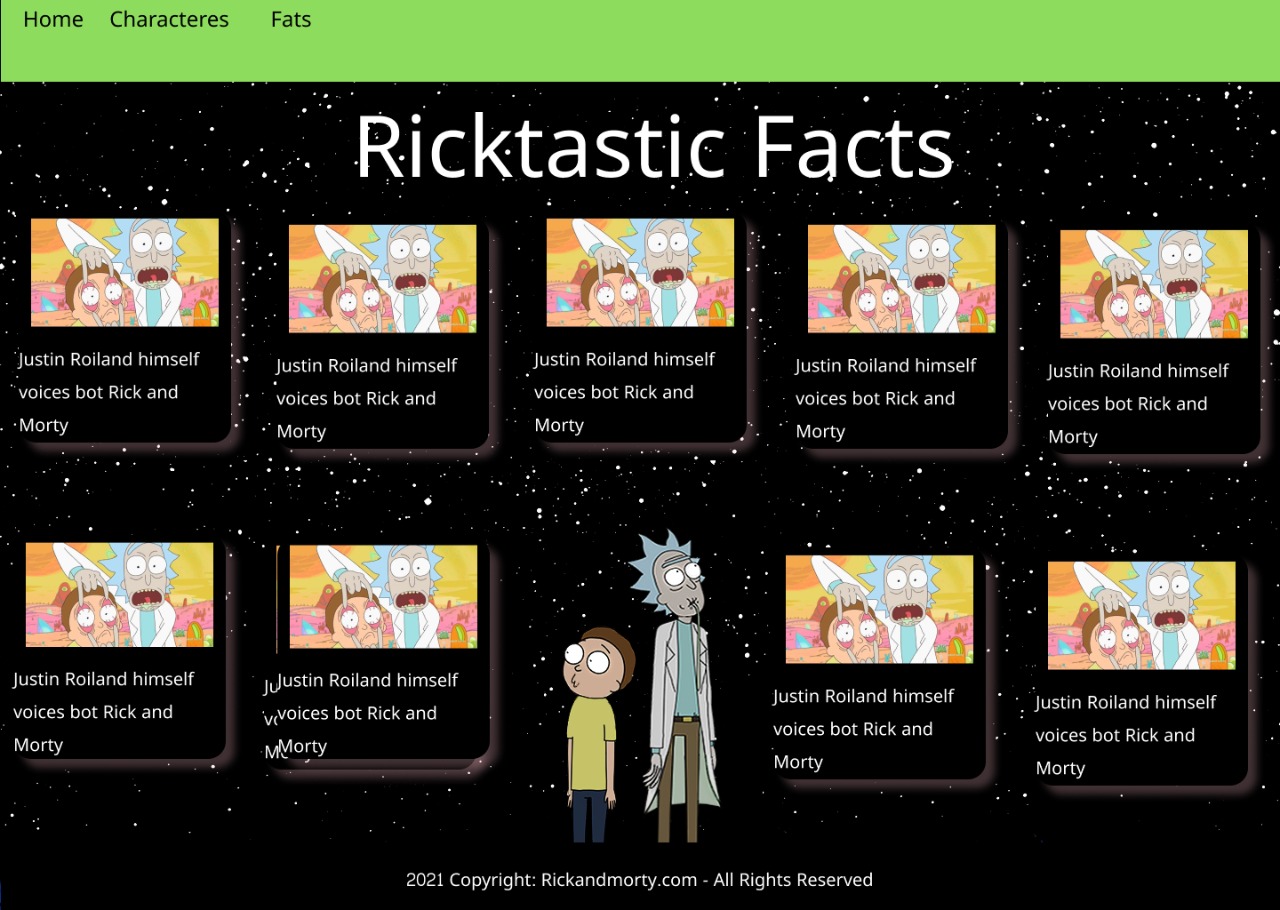 Home Characteres Fats
Ricktastic Facts
Justin Roiland himself
voices bot Rick and
Morty
Justin Roiland himself
voices bot Rick and
Morty
Justin Roiland himself
voices bot Rick and
Morty
Justin Roiland himself
voices bot Rick and
Morty
Justin Roiland himself
voices bot Rick and
Morty
Justin Roiland himself
voices bot Rick and
Morty
Justin Roiland himself
voices bot Rick and
Morty
Justin Roiland himself
voices bot Rick and
Morty
Justin Roiland himself
voices bot Rick and
Morty
2021 Copyright: Rickandmorty.com - All Rights Reserved